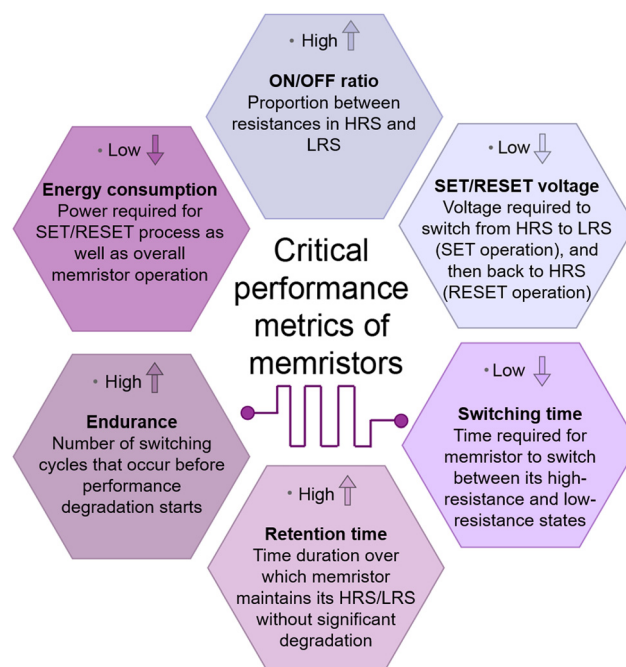 • High
ON/OFF ratio
Proportion between
resistances in HRS and
LRS
• Low
Energy consumption
Power required for
SET/RESET process as
well as overall
memristor operation
• Low
SET/RESET voltage
Voltage required to
switch from HRS to LRS
(SET operation), and
then back to HRS
(RESET operation)
Critical
performance
metrics of
memristors
• High
Endurance
Number of switching
cycles that occur before
performance
degradation starts
• Low
Switching time
Time required for
memristor to switch
between its high-
resistance and low-
resistance states
• High
Retention time
Time duration over
which memristor
maintains its HRS/LRS
without significant
degradation